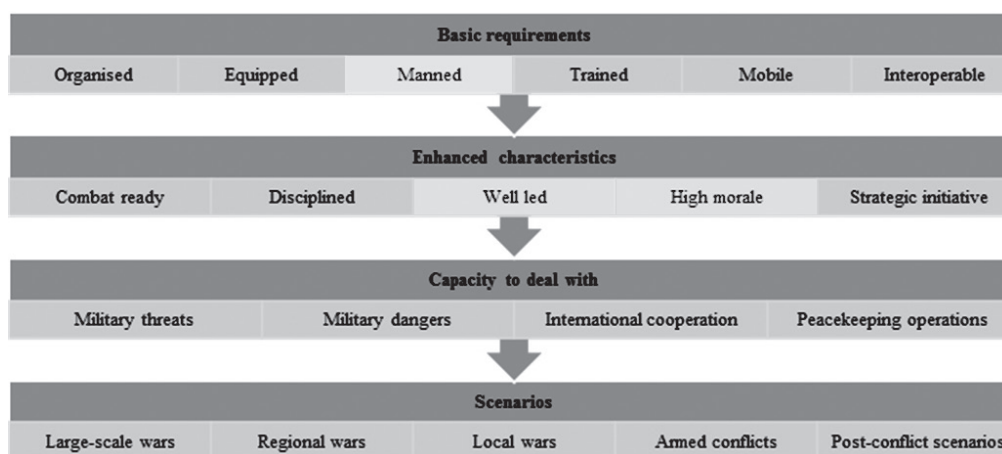 Basic requirements
Organised Equipped Manned Trained Mobile Interoperable
Enhanced characteristics
Combat ready Disciplined Well led High morale Strategic initiative
Capacity to deal with
Military threats Military dangers International cooperation Peacekeeping operations
Scenarios
Large-scale wars Regional wars Local wars Armed conflicts Post-conflict scenarios